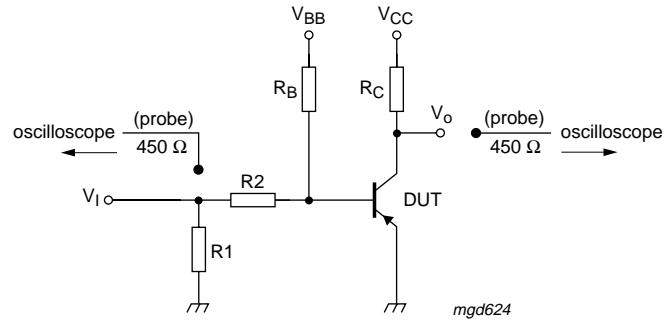 VBB
VCC
RB
RC
(probe)
oscilloscope
450 Ω
Vo
(probe)
oscilloscope
450 Ω
R2
VI
DUT
R1
mgd624